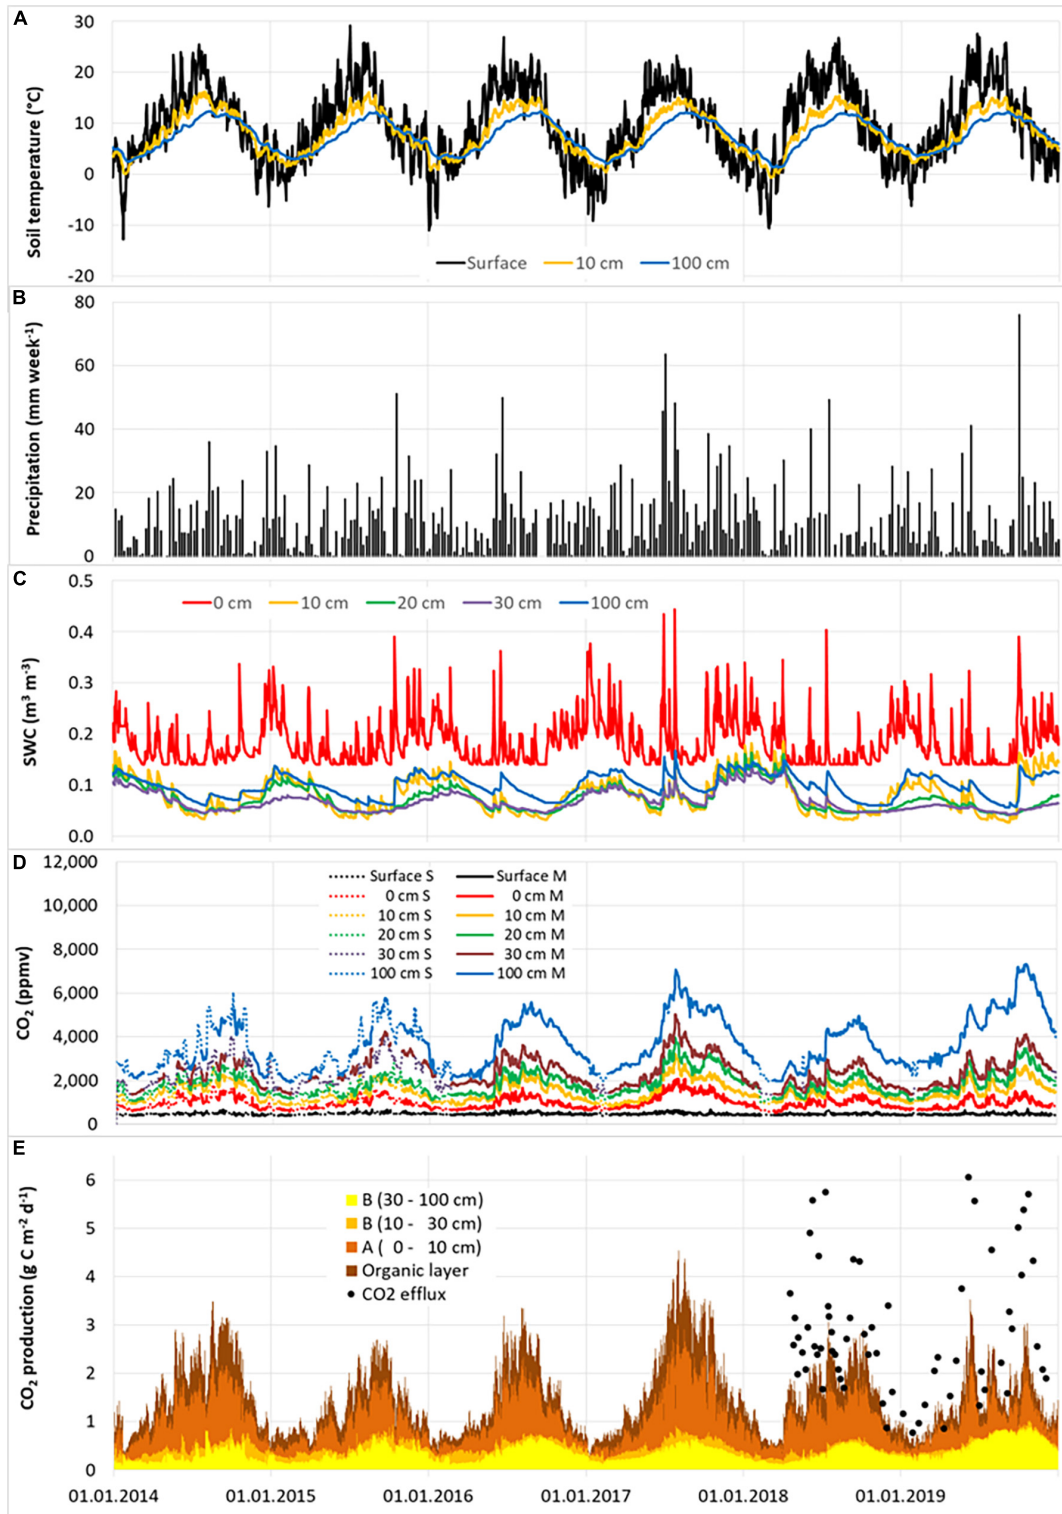 A
30
20
10
0
-10
-20
Soil temperature (°C)
Surface 10 cm 100 cm
B
80
60
40
20
0
Precipitation (mm week⁻¹)
C
0.5
0.4
0.3
0.2
0.1
0.0
SWC (m³ m⁻³)
0 cm 10 cm 20 cm 30 cm 100 cm
D
12,000
10,000
8,000
6,000
4,000
2,000
0
CO₂ (ppmv)
Surface S Surface M
0 cm S 0 cm M
10 cm S 10 cm M
20 cm S 20 cm M
30 cm S 30 cm M
100 cm S 100 cm M
E
6
5
4
3
2
1
0
CO₂ production (g C m⁻² d⁻¹)
B (30 - 100 cm)
B (10 - 30 cm)
A ( 0 - 10 cm)
Organic layer
CO2 efflux
01.01.2014 01.01.2015 01.01.2016 01.01.2017 01.01.2018 01.01.2019